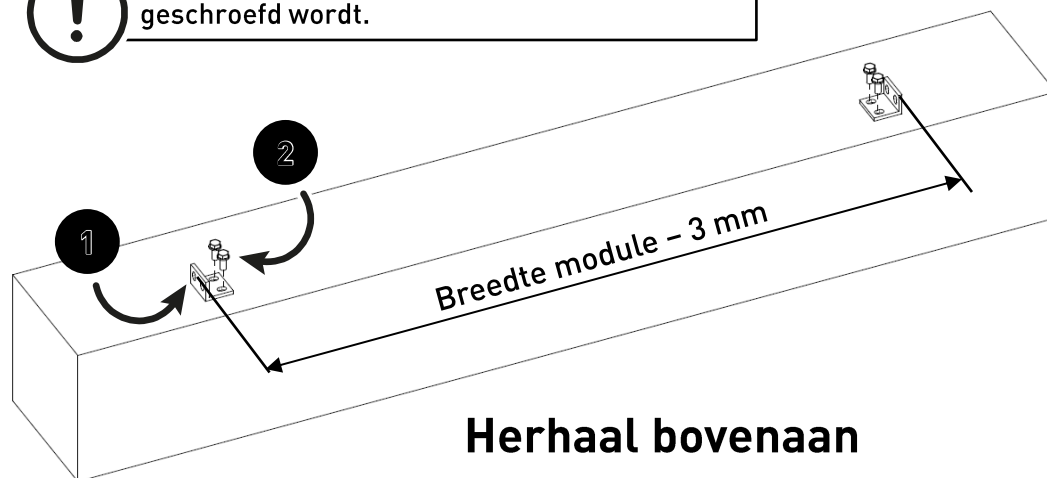 !
geschroefd wordt.
2
1
Breedte module – 3 mm
Herhaal bovenaan